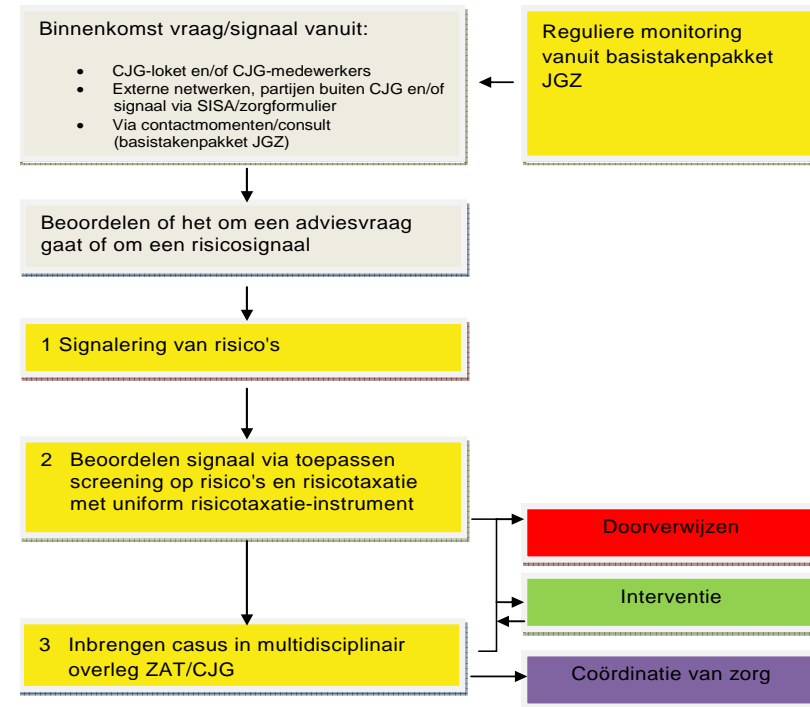 Binnenkomst vraag/signaal vanuit:
• CJG-loket en/of CJG-medewerkers
• Externe netwerken, partijen buiten CJG en/of
signaal via SISA/zorgformulier
• Via contactmomenten/consult
(basistakenpakket JGZ)
Reguliere monitoring
vanuit basistakenpakket
JGZ
Beoordelen of het om een adviesvraag
gaat of om een risicosignaal
1 Signalering van risico's
2 Beoordelen signaal via toepassen
screening op risico's en risicotaxatie
met uniform risicotaxatie-instrument
Doorverwijzen
Interventie
3 Inbrengen casus in multidisciplinair
overleg ZAT/CJG
Coördinatie van zorg